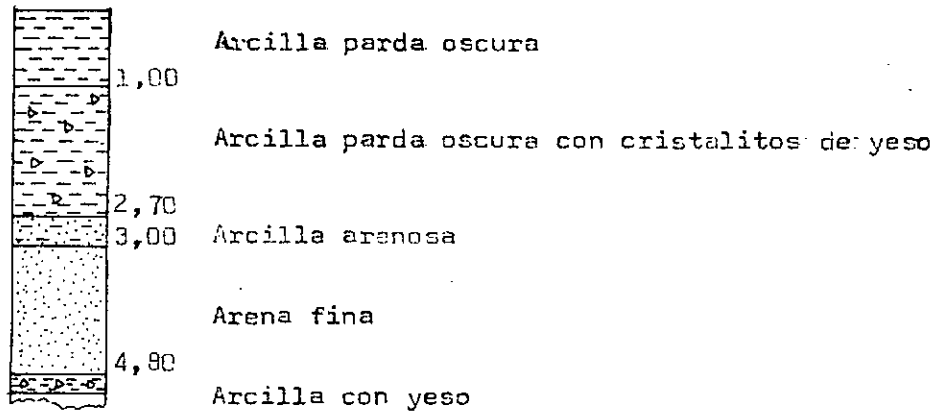 Arcilla parda oscura
1,00
Arcilla parda oscura con cristalitos de yeso
2,70
3,00 Arcilla arenosa
Arena fina
4,80
Arcilla con yeso